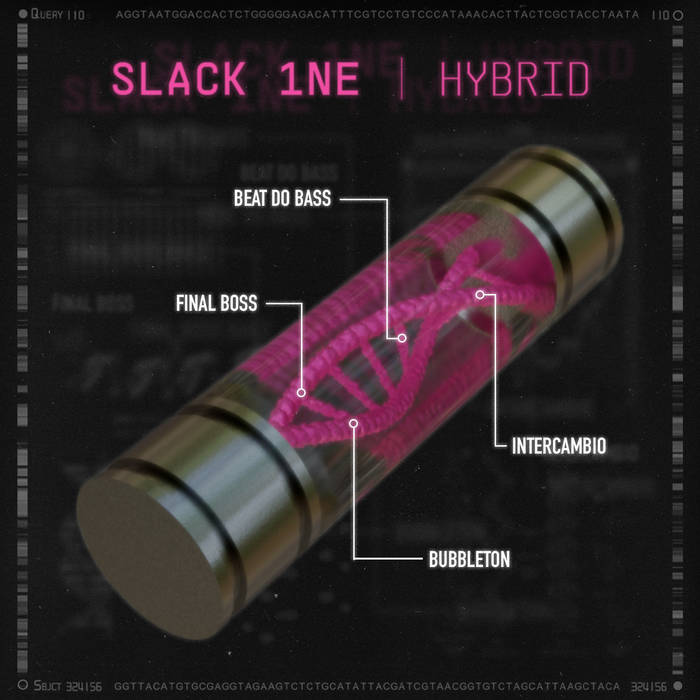 QUERY 110 AGGTAATGGACCACTCTGGGGGAGACATTTCGTCCTGTCCCATAAACACTTACTCGCTACCTAATA 110
SLACK 1NE | HYBRID
BEAT DO BASS
FINAL BOSS
INTERCAMBIO
BUBBLETON
SBJCT 324156 GGTTACATGTGCGAGGTAGAAGTCTCTGCATATTACGATCGTAACGGTGTCTAGCATTAAGCTACA 324156